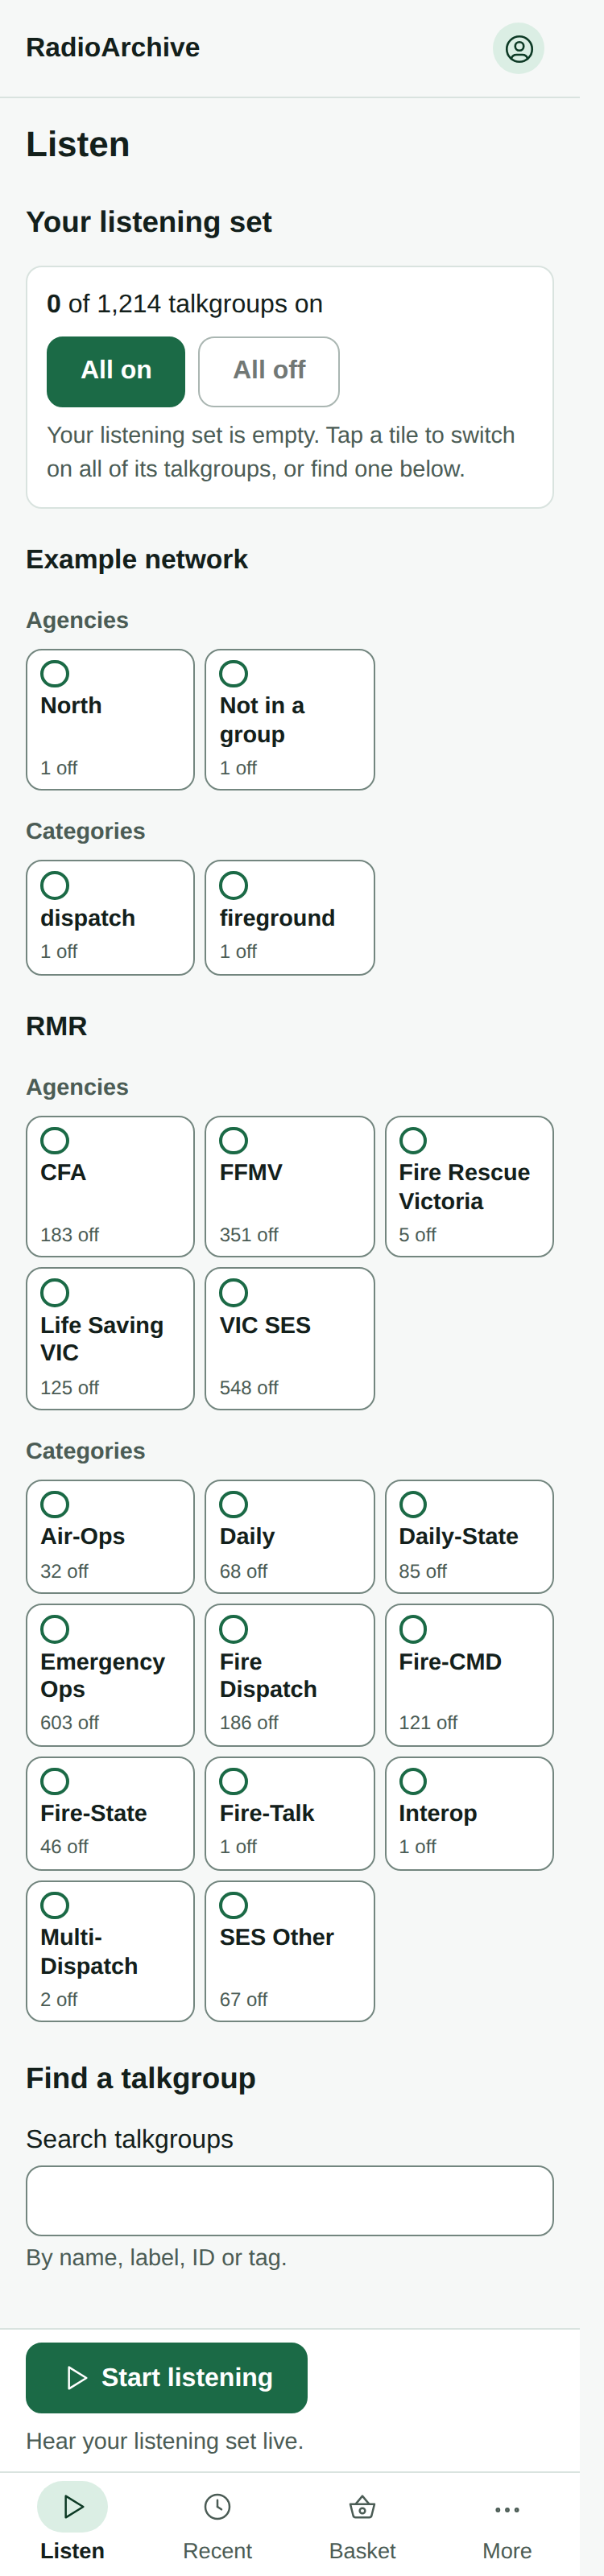 RadioArchive
Listen
Your listening set
0 of 1,214 talkgroups on
All on
All off
Your listening set is empty. Tap a tile to switch
on all of its talkgroups, or find one below.
Example network
Agencies
North
1 off
Not in a
group
1 off
Categories
dispatch
1 off
fireground
1 off
RMR
Agencies
CFA
183 off
FFMV
351 off
Fire Rescue
Victoria
5 off
Life Saving
VIC
125 off
VIC SES
548 off
Categories
Air-Ops
32 off
Daily
68 off
Daily-State
85 off
Emergency
Ops
603 off
Fire
Dispatch
186 off
Fire-CMD
121 off
Fire-State
46 off
Fire-Talk
1 off
Interop
1 off
Multi-
Dispatch
2 off
SES Other
67 off
Find a talkgroup
Search talkgroups
By name, label, ID or tag.
Start listening
Hear your listening set live.
Listen
Recent
Basket
More